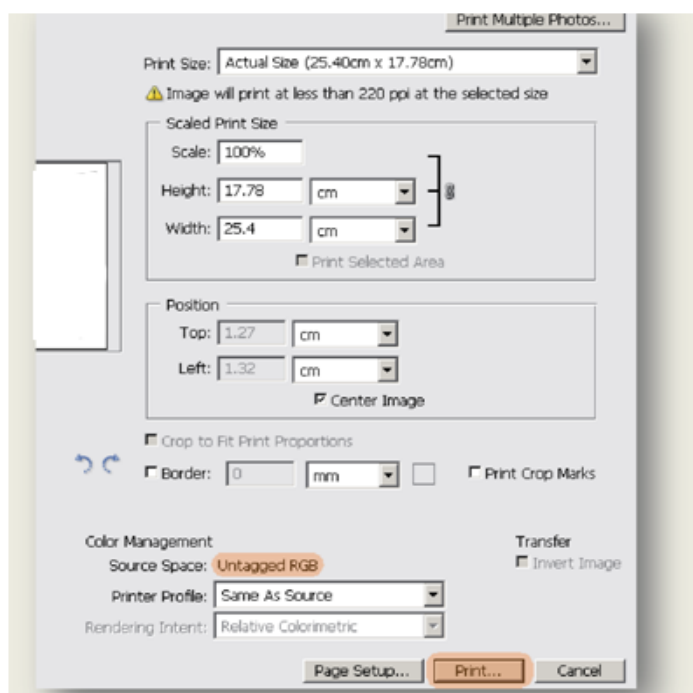 Print Multiple Photos...
Print Size: Actual Size (25.40cm x 17.78cm)
Image will print at less than 220 ppi at the selected size
Scaled Print Size
Scale: 100%
Height: 17.78 cm
Width: 25.4 cm
Print Selected Area
Position
Top: 1.27 cm
Left: 1.32 cm
Center Image
Crop to Fit Print Proportions
Border: 0 mm Print Crop Marks
Color Management Transfer
Source Space: Untagged RGB Invert Image
Printer Profile: Same As Source
Rendering Intent: Relative Colorimetric
Page Setup... Print... Cancel